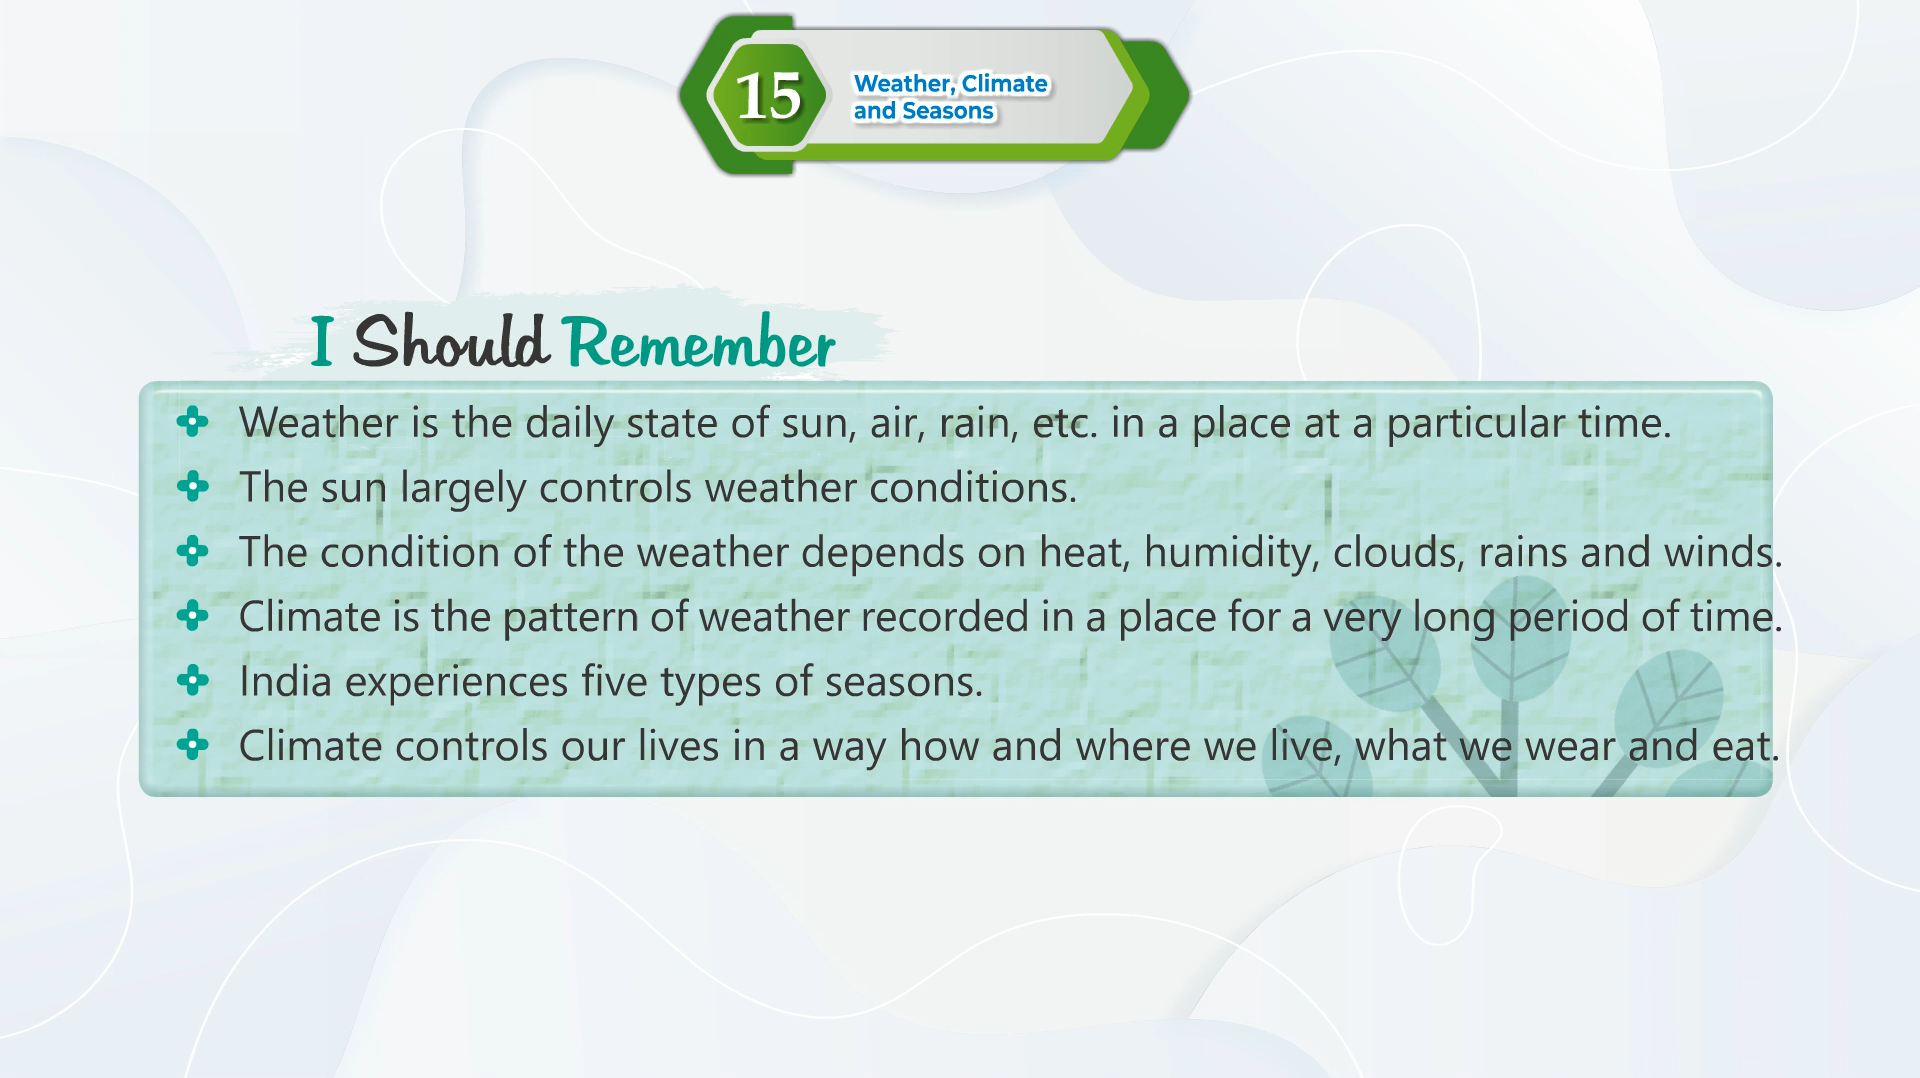 15
Weather, Climate
and Seasons
I Should Remember
Weather is the daily state of sun, air, rain, etc. in a place at a particular time.
The sun largely controls weather conditions.
The condition of the weather depends on heat, humidity, clouds, rains and winds.
Climate is the pattern of weather recorded in a place for a very long period of time.
India experiences five types of seasons.
Climate controls our lives in a way how and where we live, what we wear and eat.